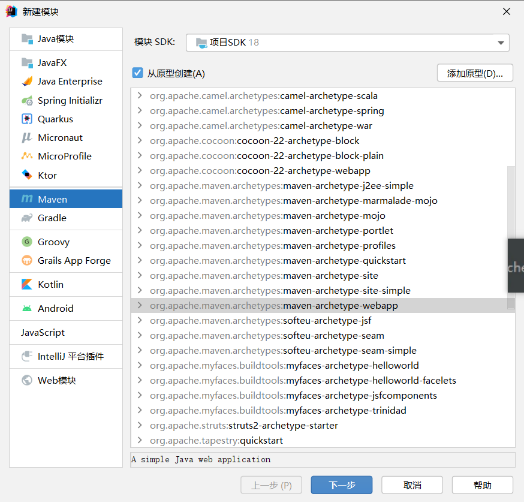 新建模块
Java模块
JavaFX
Java Enterprise
Spring Initializr
Quarkus
Micronaut
MicroProfile
Ktor
Maven
Gradle
Groovy
Grails App Forge
Kotlin
Android
JavaScript
IntelliJ 平台插件
Web模块
模块 SDK: 项目SDK 18
从原型创建(A)
添加原型(D)...
org.apache.camel.archetypes:camel-archetype-scala
org.apache.camel.archetypes:camel-archetype-spring
org.apache.camel.archetypes:camel-archetype-war
org.apache.cocoon:cocoon-22-archetype-block
org.apache.cocoon:cocoon-22-archetype-block-plain
org.apache.cocoon:cocoon-22-archetype-webapp
org.apache.maven.archetypes:maven-archetype-j2ee-simple
org.apache.maven.archetypes:maven-archetype-marmalade-mojo
org.apache.maven.archetypes:maven-archetype-mojo
org.apache.maven.archetypes:maven-archetype-portlet
org.apache.maven.archetypes:maven-archetype-profiles
org.apache.maven.archetypes:maven-archetype-quickstart
org.apache.maven.archetypes:maven-archetype-site
org.apache.maven.archetypes:maven-archetype-site-simple
org.apache.maven.archetypes:maven-archetype-webapp
org.apache.maven.archetypes:softeu-archetype-jsf
org.apache.maven.archetypes:softeu-archetype-seam
org.apache.maven.archetypes:softeu-archetype-seam-simple
org.apache.myfaces.buildtools:myfaces-archetype-helloworld
org.apache.myfaces.buildtools:myfaces-archetype-helloworld-facelets
org.apache.myfaces.buildtools:myfaces-archetype-jsfcomponents
org.apache.myfaces.buildtools:myfaces-archetype-trinidad
org.apache.struts:struts2-archetype-starter
org.apache.tapestry:quickstart
A simple Java web application
上一步 (P)
下一步
取消
帮助